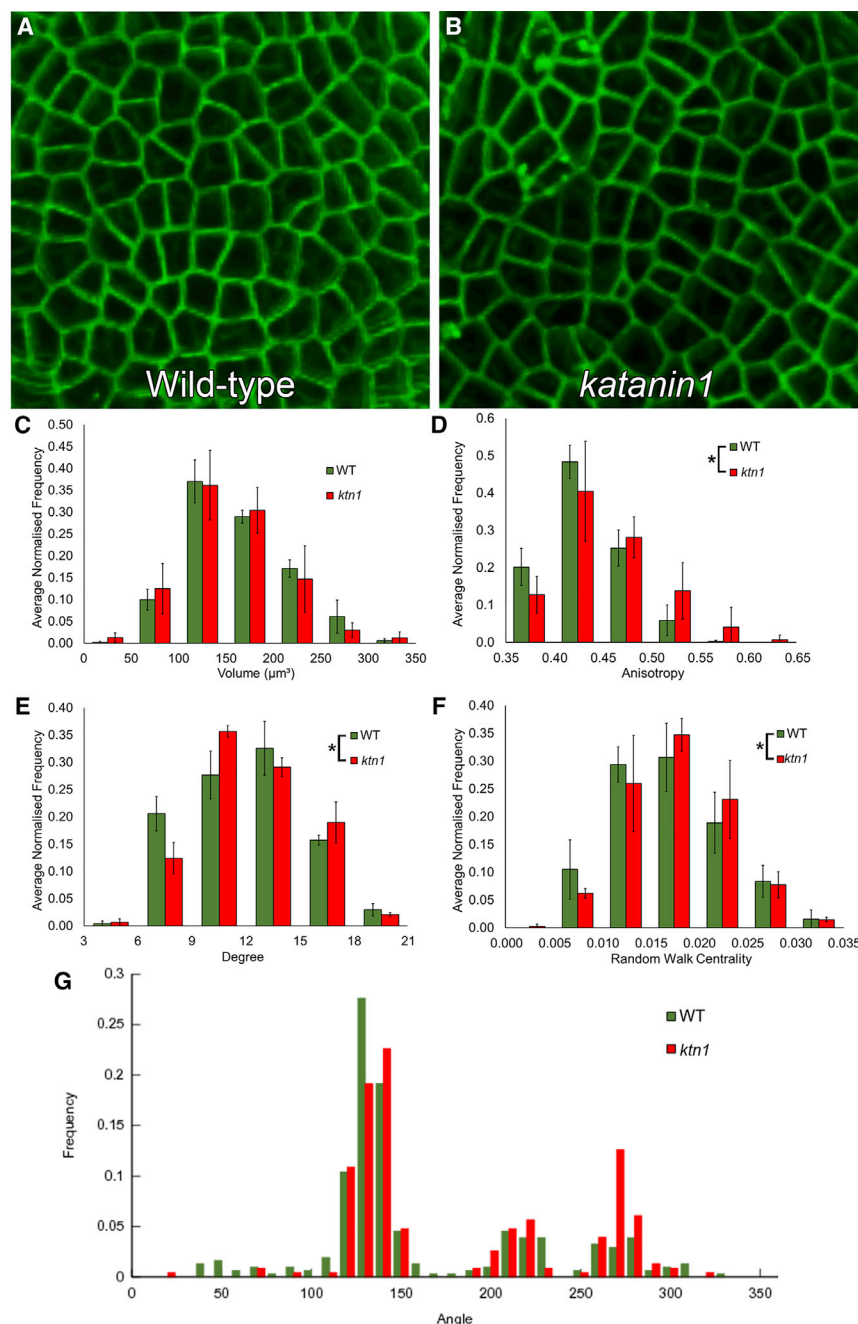 A
B
Wild-type
katanin1
C
0.50
0.45
0.40
0.35
0.30
0.25
0.20
0.15
0.10
0.05
0.00
Average Normalised Frequency
WT
ktn1
0 50 100 150 200 250 300 350
Volume (µm³)
D
0.6
0.5
0.4
0.3
0.2
0.1
0.0
Average Normalised Frequency
*
WT
ktn1
0.35 0.40 0.45 0.50 0.55 0.60 0.65
Anisotropy
E
0.40
0.35
0.30
0.25
0.20
0.15
0.10
0.05
0.00
Average Normalised Frequency
*
WT
ktn1
3 6 9 12 15 18 21
Degree
F
0.40
0.35
0.30
0.25
0.20
0.15
0.10
0.05
0.00
Average Normalised Frequency
*
WT
ktn1
0.000 0.005 0.010 0.015 0.020 0.025 0.030 0.035
Random Walk Centrality
G
0.3
0.25
0.2
0.15
0.1
0.05
0
Frequency
WT
ktn1
0 50 100 150 200 250 300 350
Angle